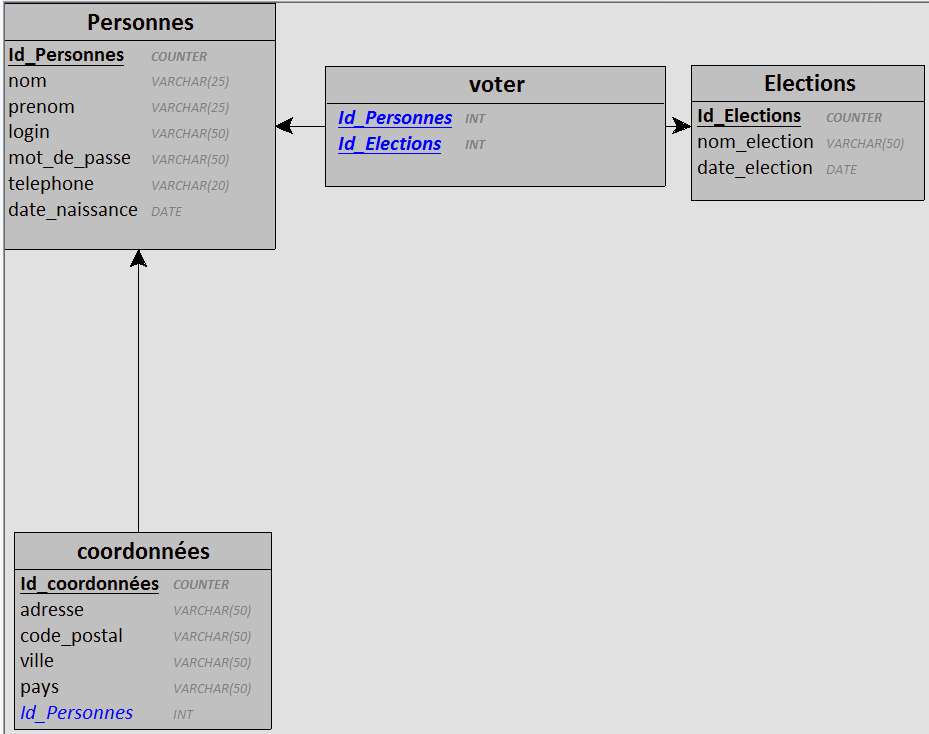 Personnes
Id_Personnes COUNTER
nom VARCHAR(25)
prenom VARCHAR(25)
login VARCHAR(50)
mot_de_passe VARCHAR(50)
telephone VARCHAR(20)
date_naissance DATE
voter
Id_Personnes INT
Id_Elections INT
Elections
Id_Elections COUNTER
nom_election VARCHAR(50)
date_election DATE
coordonnées
Id_coordonnées COUNTER
adresse VARCHAR(50)
code_postal VARCHAR(50)
ville VARCHAR(50)
pays VARCHAR(50)
Id_Personnes INT